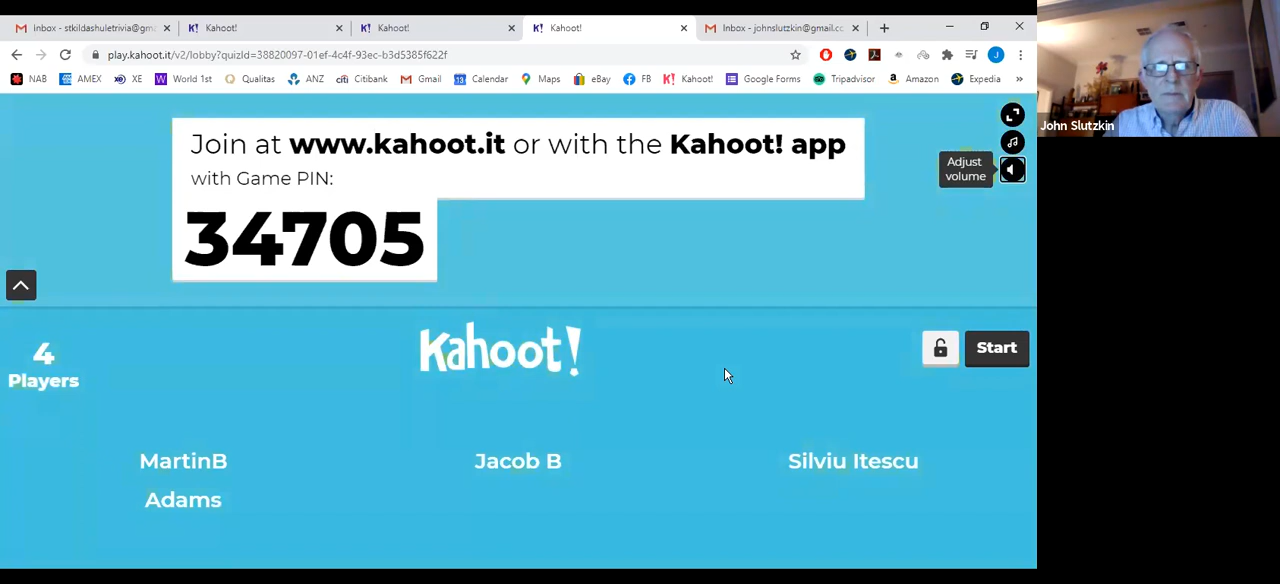 Inbox - stkildashuletrivia@gm
Kahoot!
Kahoot!
Kahoot!
Inbox - johnslutzkin@gmail.cc
play.kahoot.it/v2/lobby?quizId=38820097-01ef-4c4f-93ec-b3d5385f622f
J
NAB
AMEX
XE
World 1st
Qualitas
ANZ
Citibank
Gmail
Calendar
Maps
eBay
FB
Kahoot!
Google Forms
Tripadvisor
Amazon
Expedia
»
John Slutzkin
Join at www.kahoot.it or with the Kahoot! app
with Game PIN:
34705
Adjust
volume
4
Players
Kahoot!
Start
MartinB
Jacob B
Silviu Itescu
Adams